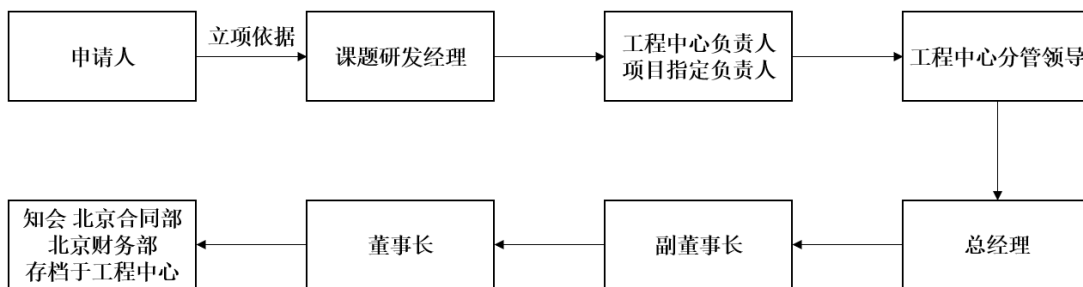 申请人
立项依据
课题研发经理
工程中心负责人
项目指定负责人
工程中心分管领导
总经理
副董事长
董事长
知会 北京合同部
北京财务部
存档于工程中心